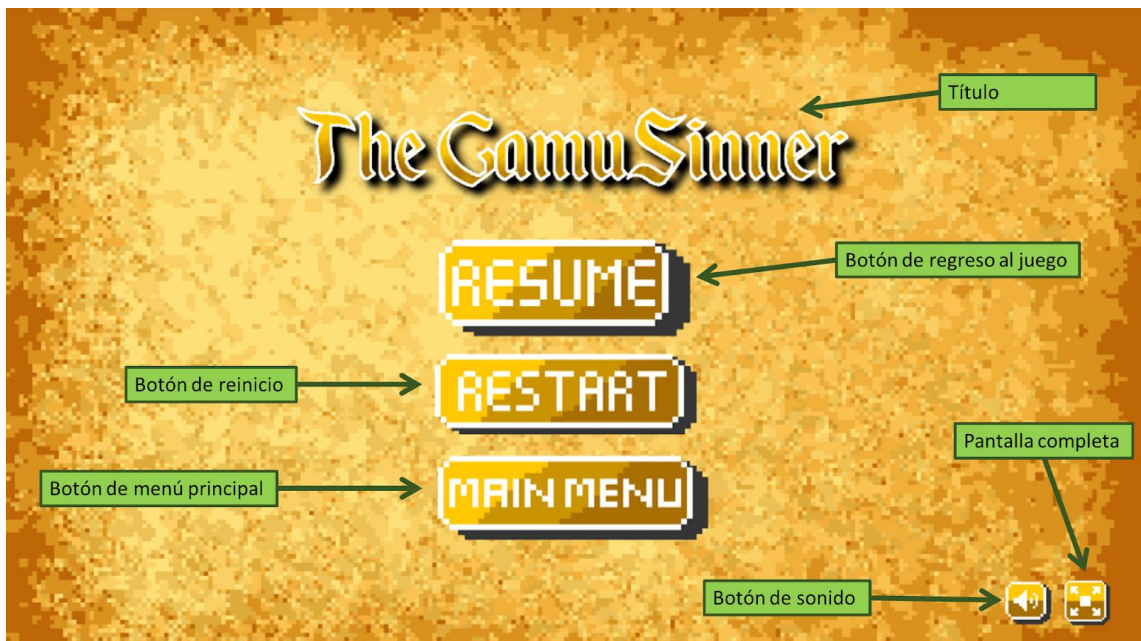 Título
The GamuSinner
RESUME
Botón de regreso al juego
Botón de reinicio
RESTART
Pantalla completa
Botón de menú principal
MAIN MENU
Botón de sonido